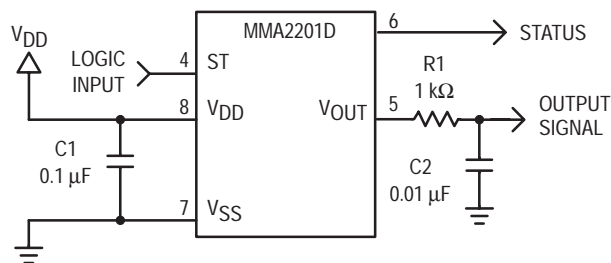 VDD
LOGIC
INPUT
4
ST
MMA2201D
6
STATUS
8
VDD
VOUT
5
R1
1 kΩ
OUTPUT
SIGNAL
C1
0.1 µF
C2
0.01 µF
7
VSS